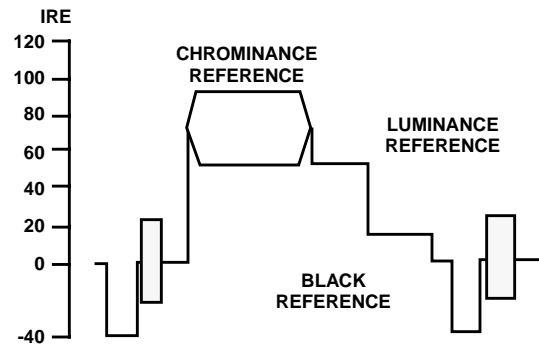 IRE
120
100
80
60
40
20
0
-40
CHROMINANCE
REFERENCE
LUMINANCE
REFERENCE
BLACK
REFERENCE